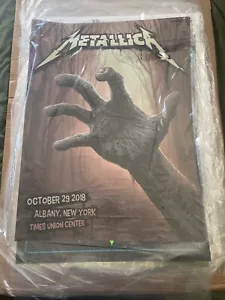 METALLICA
OCTOBER 29 2018
ALBANY, NEW YORK
TIMES UNION CENTER